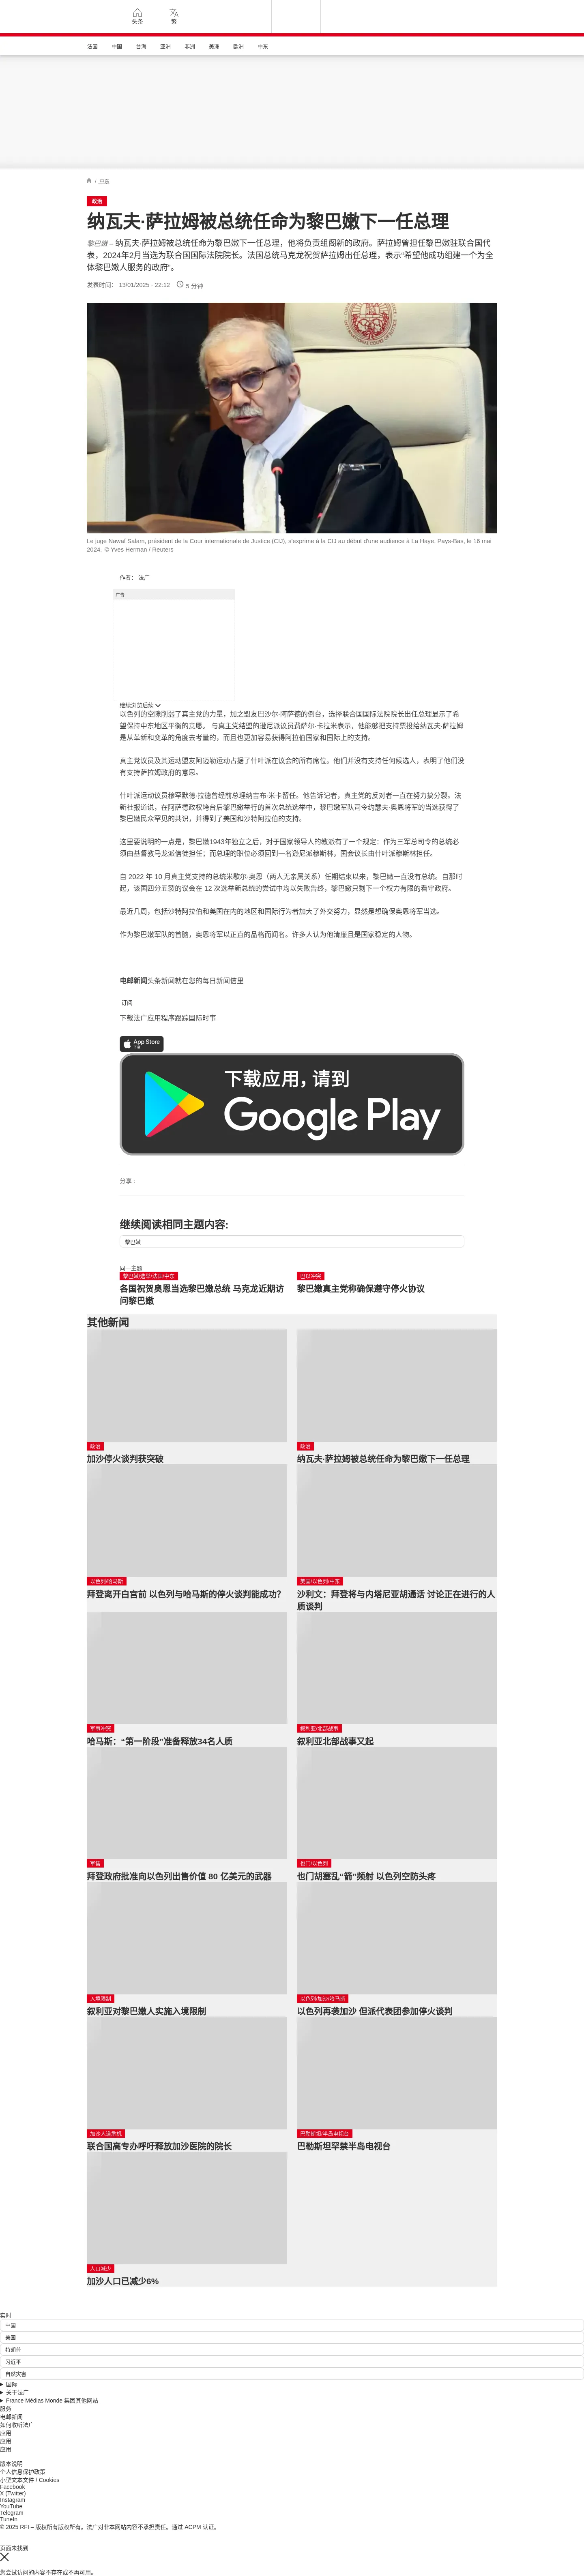 头条
繁
法国
中国
台海
亚洲
非洲
美洲
欧洲
中东
/ 中东
政治
纳瓦夫·萨拉姆被总统任命为黎巴嫩下一任总理
黎巴嫩 – 纳瓦夫·萨拉姆被总统任命为黎巴嫩下一任总理，他将负责组阁新的政府。萨拉姆曾担任黎巴嫩驻联合国代
表，2024年2月当选为联合国国际法院院长。法国总统马克龙祝贺萨拉姆出任总理，表示“希望他成功组建一个为全
体黎巴嫩人服务的政府”。
发表时间： 13/01/2025 - 22:12
5 分钟
Le juge Nawaf Salam, président de la Cour internationale de Justice (CIJ), s'exprime à la CIJ au début d'une audience à La Haye, Pays-Bas, le 16 mai
2024. © Yves Herman / Reuters
作者： 法广
广告
继续浏览后续
以色列的空隙削弱了真主党的力量，加之盟友巴沙尔·阿萨德的倒台，选择联合国国际法院院长出任总理显示了希
望保持中东地区平衡的意愿。 与真主党结盟的逊尼派议员费萨尔·卡拉米表示，他能够把支持票投给纳瓦夫·萨拉姆
是从革新和变革的角度去考量的，而且也更加容易获得阿拉伯国家和国际上的支持。
真主党议员及其运动盟友阿迈勒运动占据了什叶派在议会的所有席位。他们并没有支持任何候选人，表明了他们没
有支持萨拉姆政府的意思。
什叶派运动议员穆罕默德·拉德曾经前总理纳吉布·米卡留任。他告诉记者，真主党的反对者一直在努力搞分裂。法
新社报道说，在阿萨德政权垮台后黎巴嫩举行的首次总统选举中，黎巴嫩军队司令约瑟夫·奥恩将军的当选获得了
黎巴嫩民众罕见的共识，并得到了美国和沙特阿拉伯的支持。
这里要说明的一点是，黎巴嫩1943年独立之后，对于国家领导人的教派有了一个规定：作为三军总司令的总统必
须由基督教马龙派信徒担任；而总理的职位必须回到一名逊尼派穆斯林，国会议长由什叶派穆斯林担任。
自 2022 年 10 月真主党支持的总统米歇尔·奥恩（两人无亲属关系）任期结束以来，黎巴嫩一直没有总统。自那时
起，该国四分五裂的议会在 12 次选举新总统的尝试中均以失败告终，黎巴嫩只剩下一个权力有限的看守政府。
最近几周，包括沙特阿拉伯和美国在内的地区和国际行为者加大了外交努力，显然是想确保奥恩将军当选。
作为黎巴嫩军队的首脑，奥恩将军以正直的品格而闻名。许多人认为他清廉且是国家稳定的人物。
电邮新闻头条新闻就在您的每日新闻信里
订阅
下载法广应用程序跟踪国际时事
App Store
下载
下载应用，请到
Google Play
分享 :
继续阅读相同主题内容:
黎巴嫩
同一主题
黎巴嫩/选举/法国/中东
各国祝贺奥恩当选黎巴嫩总统 马克龙近期访
问黎巴嫩
巴以冲突
黎巴嫩真主党称确保遵守停火协议
其他新闻
政治
加沙停火谈判获突破
政治
纳瓦夫·萨拉姆被总统任命为黎巴嫩下一任总理
以色列/哈马斯
拜登离开白宫前 以色列与哈马斯的停火谈判能成功?
美国/以色列/中东
沙利文：拜登将与内塔尼亚胡通话 讨论正在进行的人
质谈判
军事冲突
哈马斯：“第一阶段”准备释放34名人质
叙利亚/北部战事
叙利亚北部战事又起
军售
拜登政府批准向以色列出售价值 80 亿美元的武器
也门/以色列
也门胡塞乱“箭”频射 以色列空防头疼
入境限制
叙利亚对黎巴嫩人实施入境限制
以色列/加沙/哈马斯
以色列再袭加沙 但派代表团参加停火谈判
加沙人道危机
联合国高专办呼吁释放加沙医院的院长
巴勒斯坦/半岛电视台
巴勒斯坦罕禁半岛电视台
人口减少
加沙人口已减少6%
实时
中国
美国
特朗普
习近平
自然灾害
国际
关于法广
France Médias Monde 集团其他网站
服务
电邮新闻
如何收听法广
应用
应用
应用
版本说明
个人信息保护政策
小型文本文件 / Cookies
Facebook
X (Twitter)
Instagram
YouTube
Telegram
TuneIn
© 2025 RFI – 版权所有版权所有。法广对非本网站内容不承担责任。通过 ACPM 认证。
页面未找到
您尝试访问的内容不存在或不再可用。